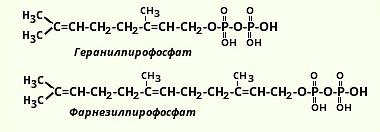 H3C CH3 O O
C=CH-CH2-CH2-C=CH-CH2-O-P-O-P-OH
H3C OH OH
Геранилпирофосфат
H3C CH3 CH3 O O
C=CH-CH2-CH2-C=CH-CH2-CH2-C=CH-CH2-O-P-O-P-OH
H3C OH OH
Фарнезилпирофосфат